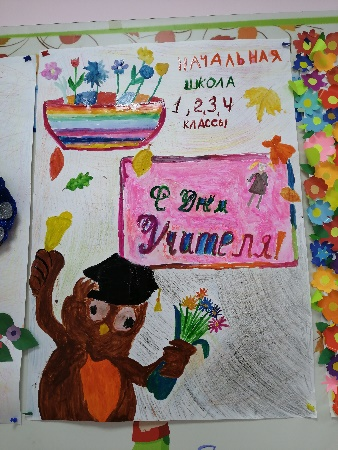 НАЧАЛЬНАЯ
ШКОЛА
1,2,3,4
КЛАССЫ
С Днём
Учителя!